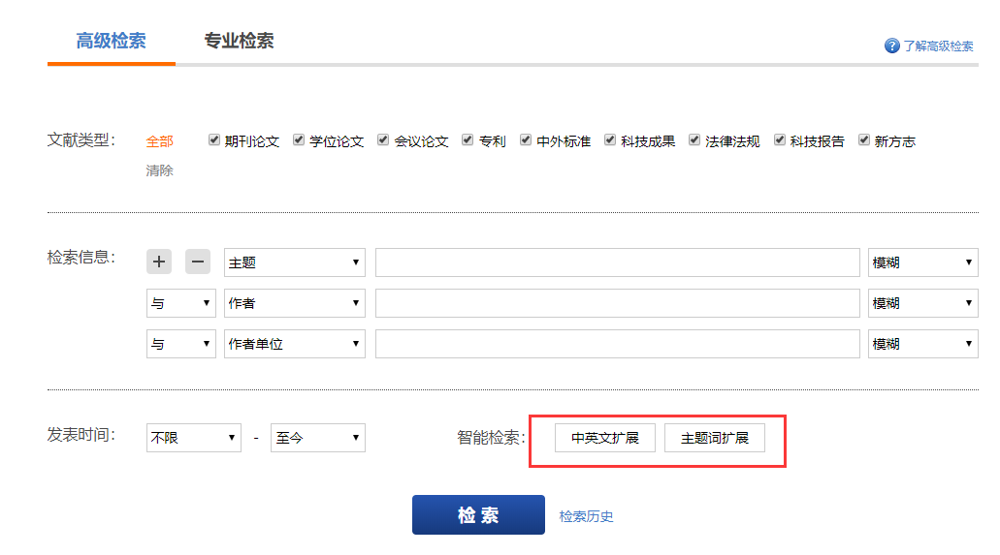 高级检索 专业检索 ? 了解高级检索
文献类型： 全部 期刊论文 学位论文 会议论文 专利 中外标准 科技成果 法律法规 科技报告 新方志
清除
检索信息： + − 主题 模糊
与 作者 模糊
与 作者单位 模糊
发表时间： 不限 - 至今 智能检索： 中英文扩展 主题词扩展
检 索 检索历史